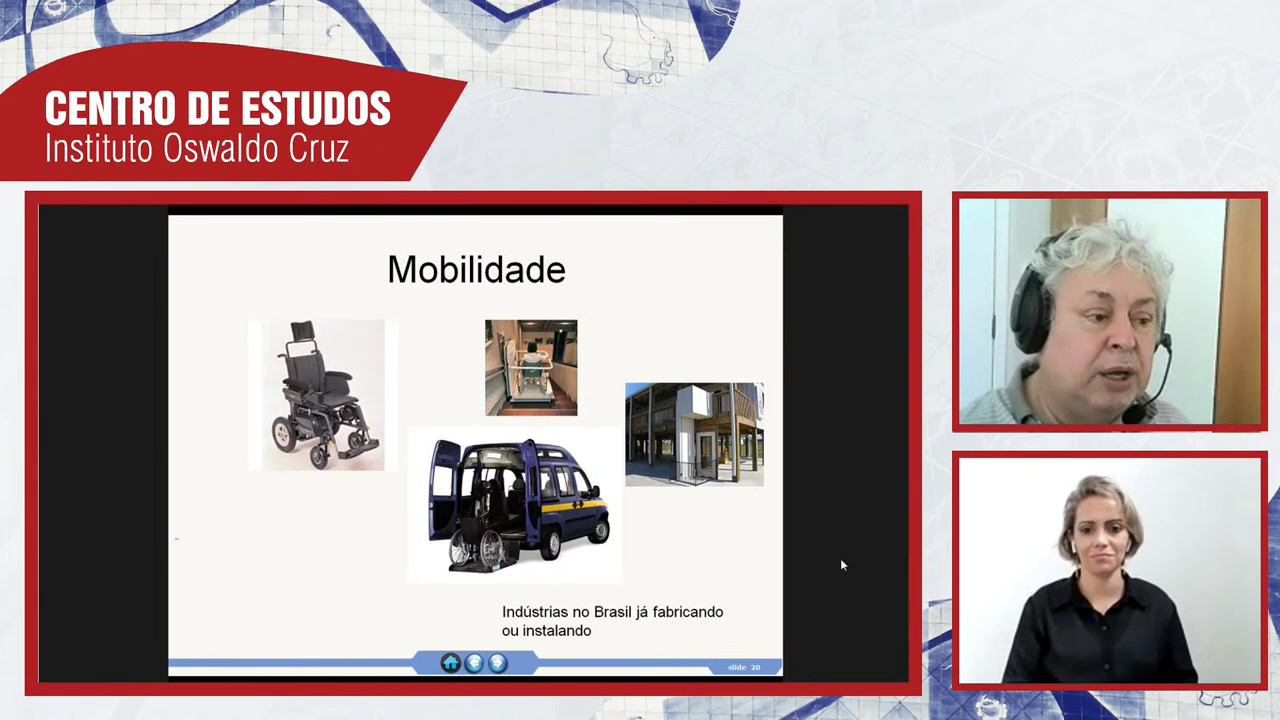 CENTRO DE ESTUDOS
Instituto Oswaldo Cruz
Mobilidade
Indústrias no Brasil já fabricando
ou instalando
slide 20